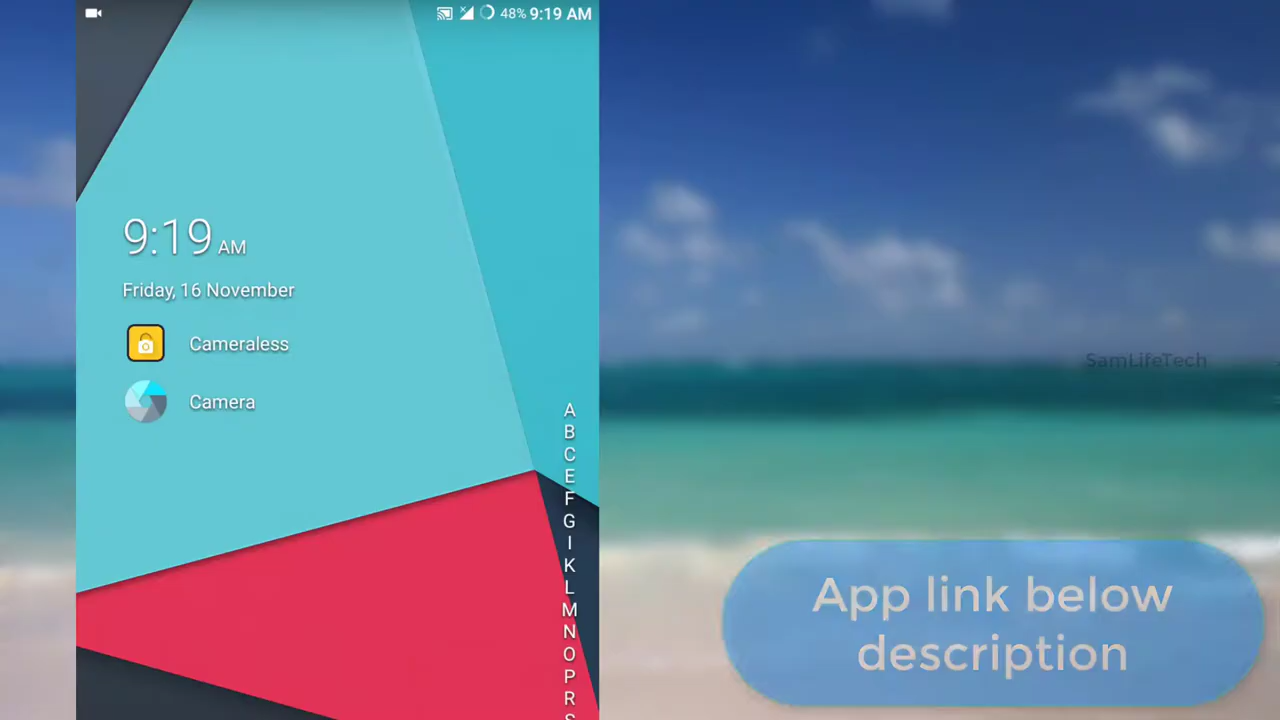 48% 9:19 AM
9:19 AM
Friday, 16 November
Cameraless
Camera
A
B
C
E
F
G
I
K
L
M
N
O
P
R
S
SamLifeTech
App link below
description